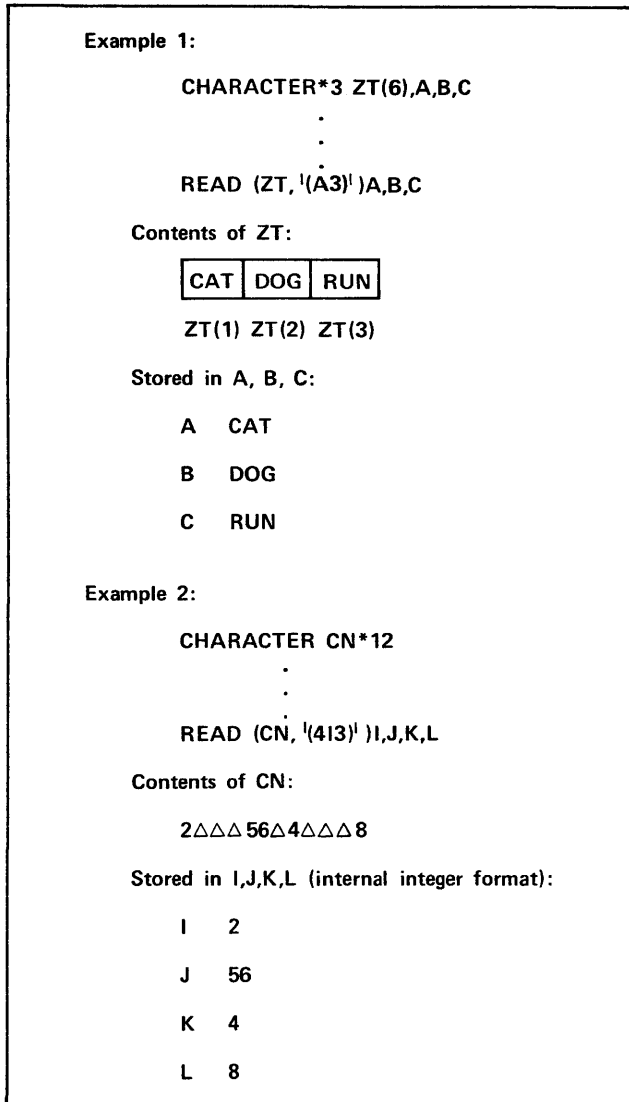 Example 1:
CHARACTER*3 ZT(6),A,B,C
.
.
.
READ (ZT, '(A3)' )A,B,C
Contents of ZT:
CAT DOG RUN
ZT(1) ZT(2) ZT(3)
Stored in A, B, C:
A CAT
B DOG
C RUN
Example 2:
CHARACTER CN*12
.
.
.
READ (CN, '(4I3)' )I,J,K,L
Contents of CN:
2△△△56△4△△△8
Stored in I,J,K,L (internal integer format):
I 2
J 56
K 4
L 8